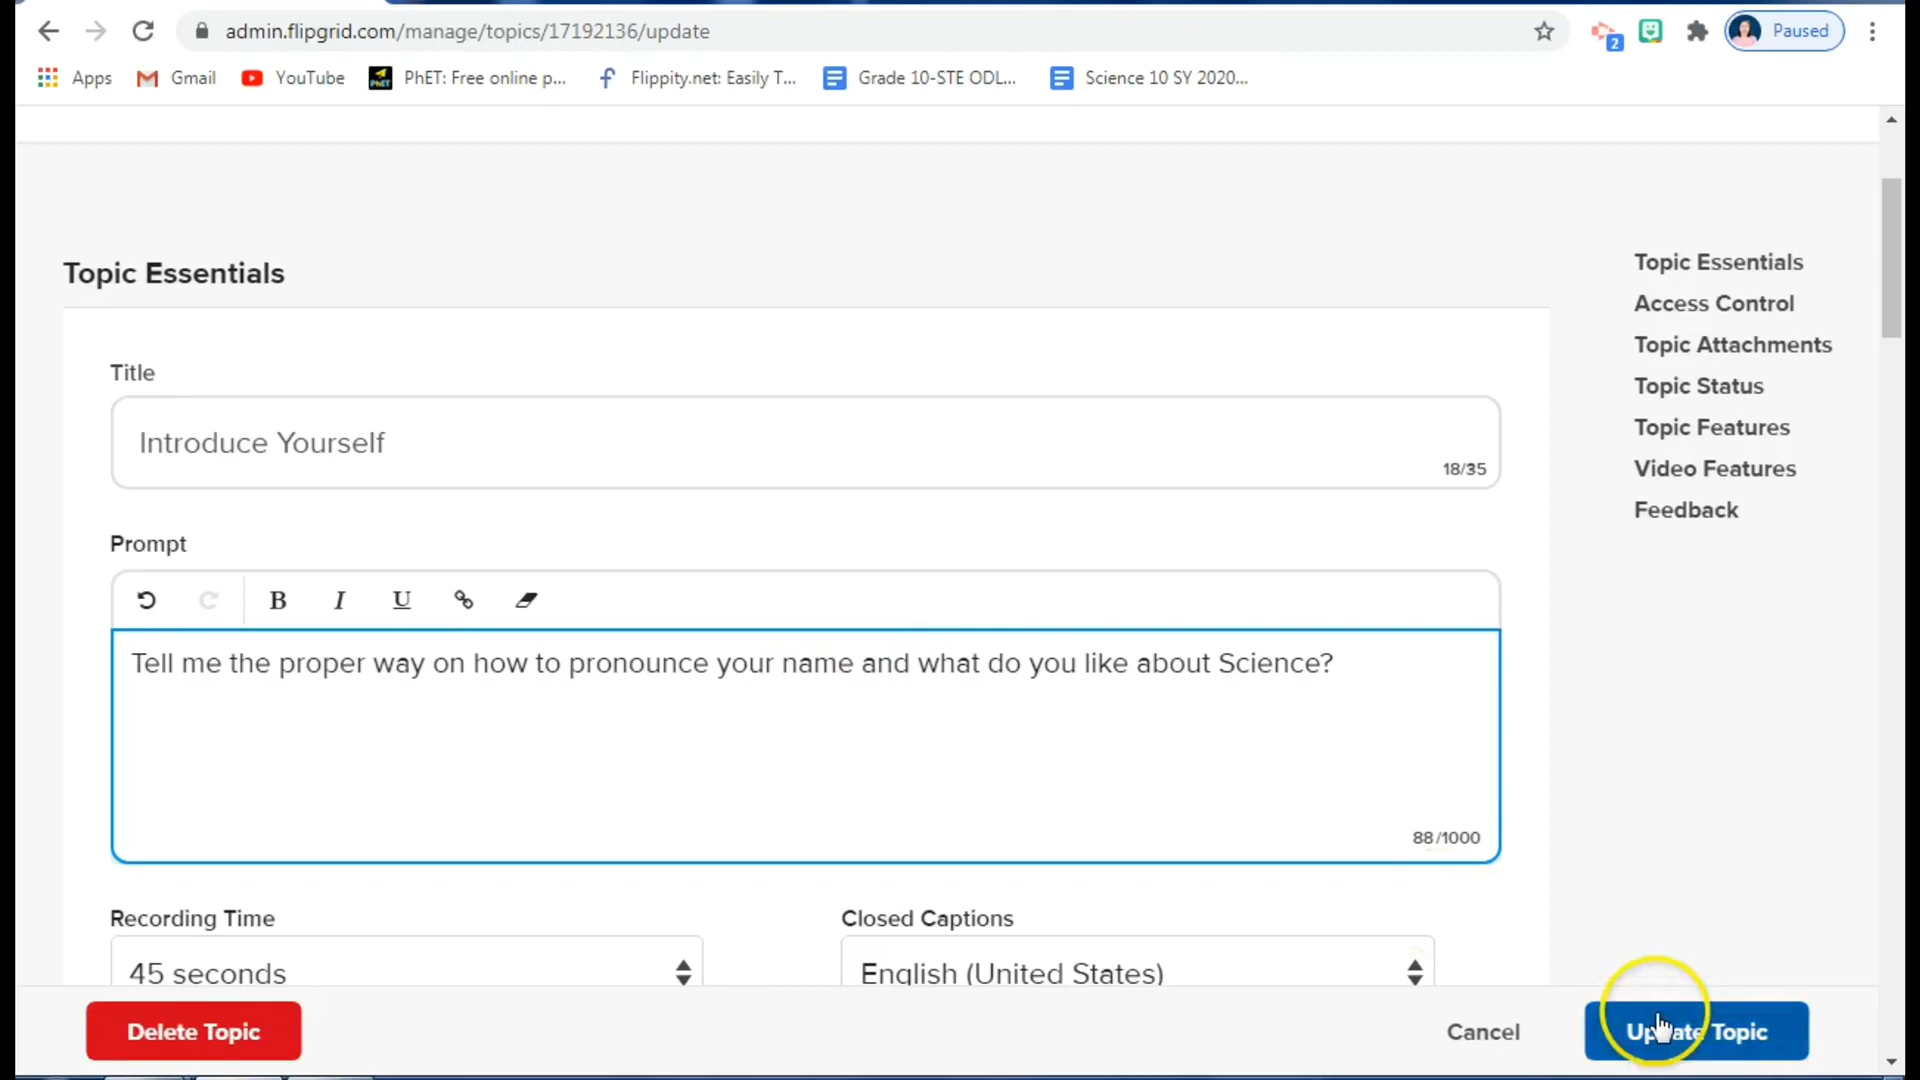 admin.flipgrid.com/manage/topics/17192136/update
2
Paused
Apps
Gmail
YouTube
PhET: Free online p...
Flippity.net: Easily T...
Grade 10-STE ODL...
Science 10 SY 2020...
Topic Essentials
Title
Introduce Yourself
18/35
Prompt
B I U
Tell me the proper way on how to pronounce your name and what do you like about Science?
88/1000
Recording Time
45 seconds
Closed Captions
English (United States)
Topic Essentials
Access Control
Topic Attachments
Topic Status
Topic Features
Video Features
Feedback
Delete Topic
Cancel
Update Topic